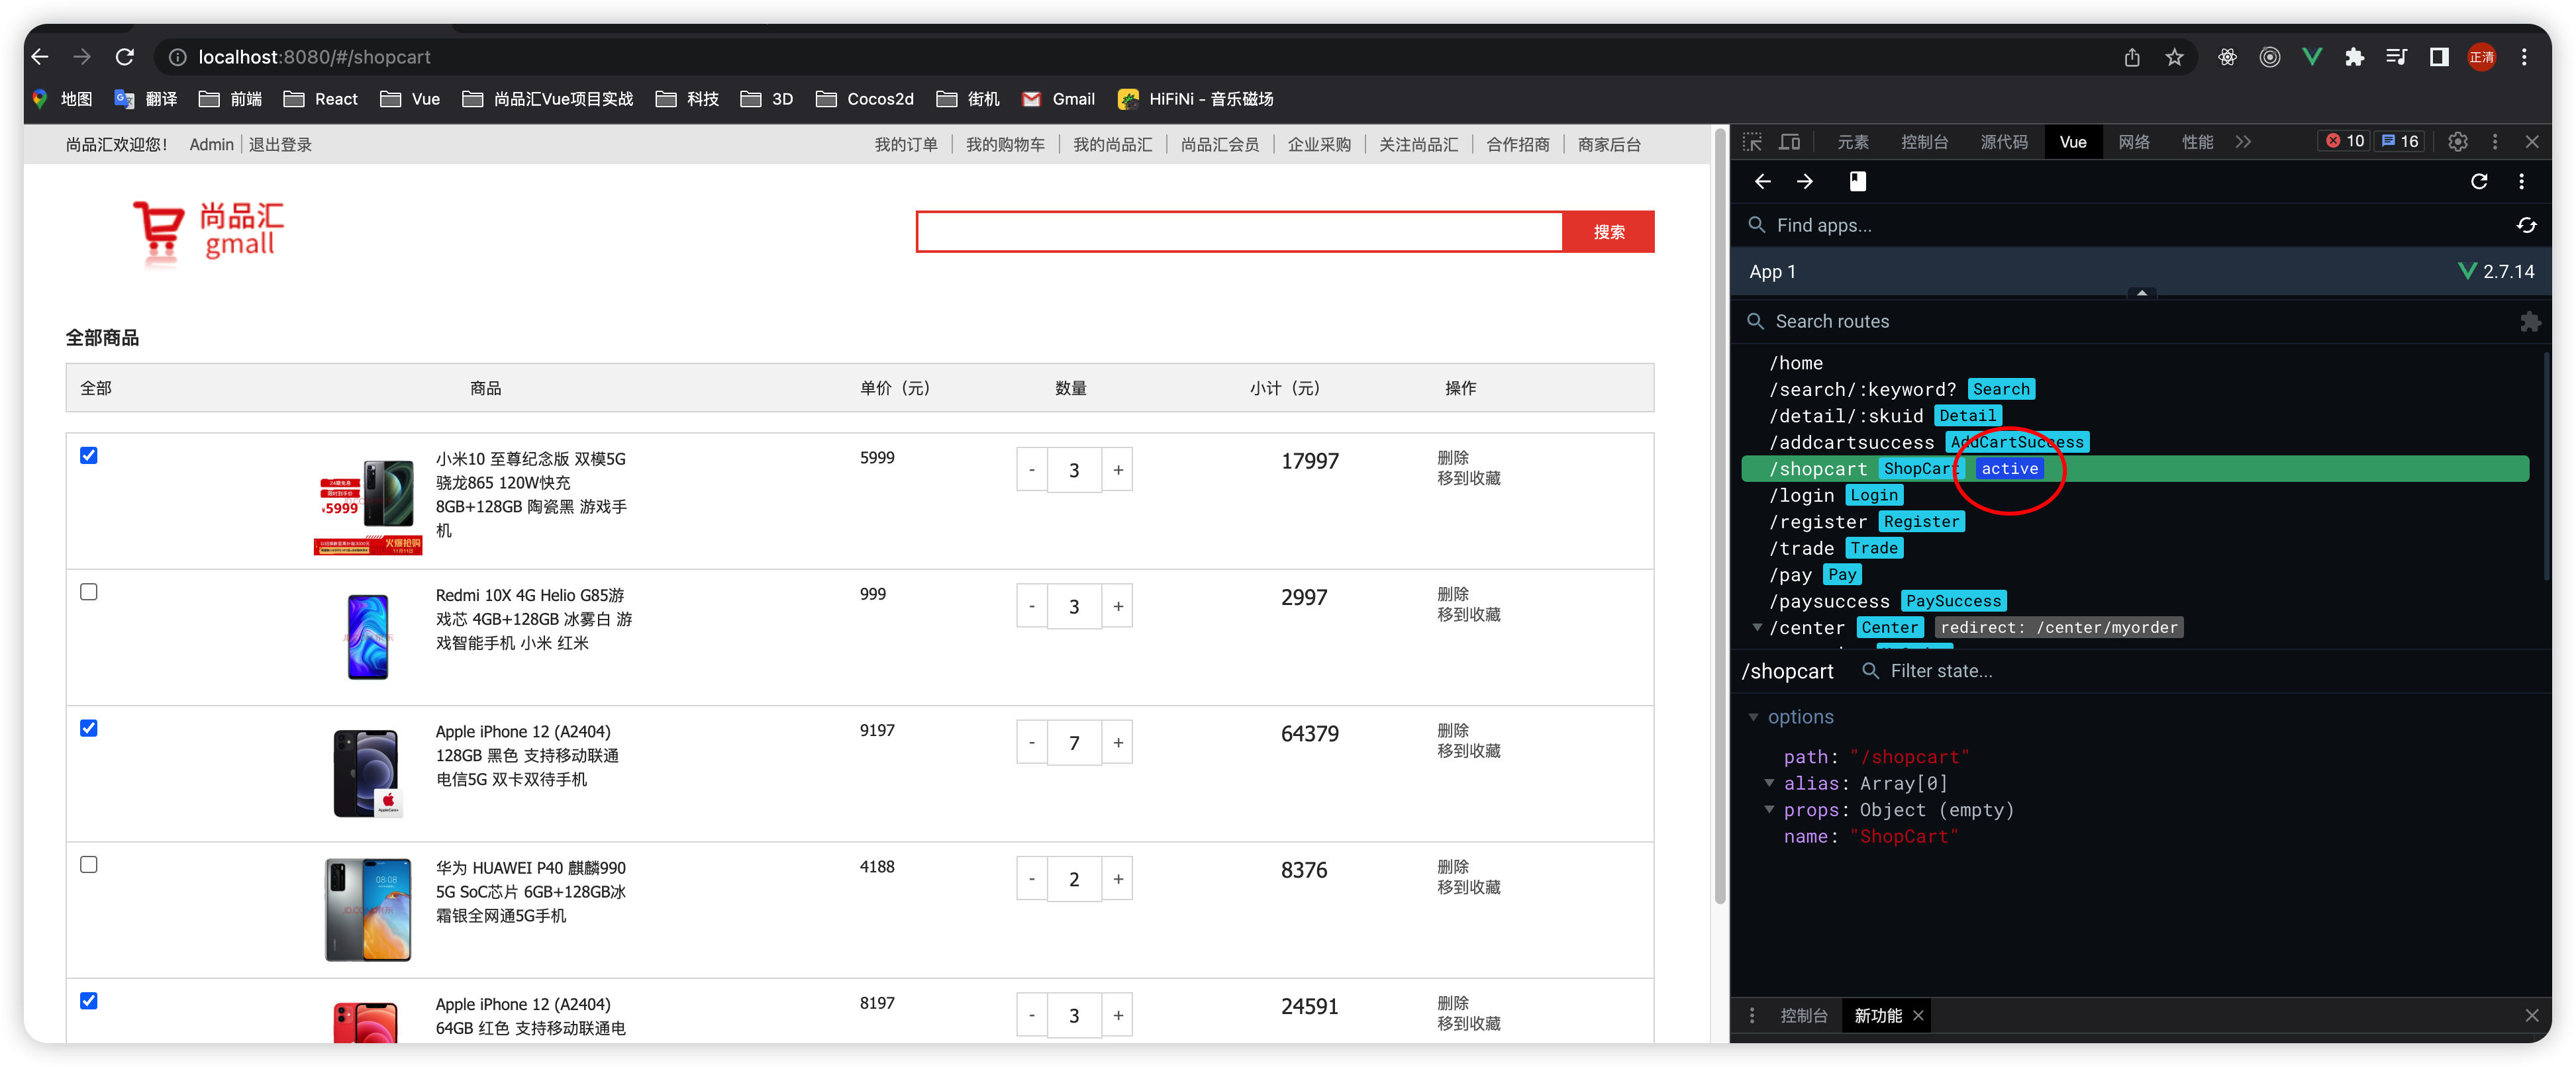 localhost:8080/#/shopcart
正清
地图 翻译 前端 React Vue 尚品汇Vue项目实战 科技 3D Cocos2d 街机 Gmail HiFiNi - 音乐磁场
尚品汇欢迎您! Admin 退出登录 我的订单 我的购物车 我的尚品汇 尚品汇会员 企业采购 关注尚品汇 合作招商 商家后台
尚品汇
gmall
搜索
全部商品
全部 商品 单价（元） 数量 小计（元） 操作
小米10 至尊纪念版 双模5G
骁龙865 120W快充
8GB+128GB 陶瓷黑 游戏手
机
5999 - 3 + 17997 删除
移到收藏
5999
火爆抢购
11月11日
Redmi 10X 4G Helio G85游
戏芯 4GB+128GB 冰雾白 游
戏智能手机 小米 红米
999 - 3 + 2997 删除
移到收藏
Apple iPhone 12 (A2404)
128GB 黑色 支持移动联通
电信5G 双卡双待手机
9197 - 7 + 64379 删除
移到收藏
华为 HUAWEI P40 麒麟990
5G SoC芯片 6GB+128GB冰
霜银全网通5G手机
08:08
4188 - 2 + 8376 删除
移到收藏
Apple iPhone 12 (A2404)
64GB 红色 支持移动联通电
8197 - 3 + 24591 删除
移到收藏
元素 控制台 源代码 Vue 网络 性能 10 16
Find apps...
App 1 2.7.14
Search routes
/home
/search/:keyword? Search
/detail/:skuid Detail
/addcartsuccess AddCartSuccess
/shopcart ShopCart active
/login Login
/register Register
/trade Trade
/pay Pay
/paysuccess PaySuccess
/center Center redirect: /center/myorder
/shopcart Filter state...
options
path: "/shopcart"
alias: Array[0]
props: Object (empty)
name: "ShopCart"
控制台 新功能